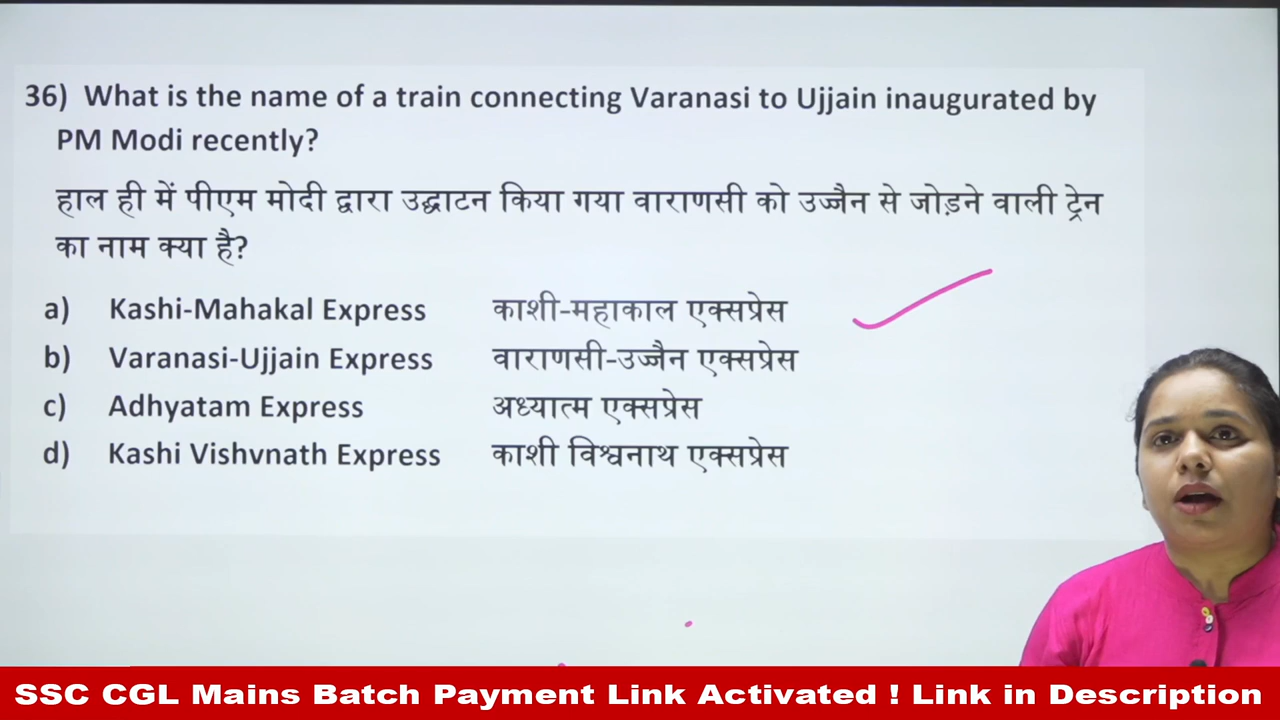 36) What is the name of a train connecting Varanasi to Ujjain inaugurated by
PM Modi recently?
हाल ही में पीएम मोदी द्वारा उद्घाटन किया गया वाराणसी को उज्जैन से जोड़ने वाली ट्रेन
का नाम क्या है?
a) Kashi-Mahakal Express काशी-महाकाल एक्सप्रेस
b) Varanasi-Ujjain Express वाराणसी-उज्जैन एक्सप्रेस
c) Adhyatam Express अध्यात्म एक्सप्रेस
d) Kashi Vishvnath Express काशी विश्वनाथ एक्सप्रेस
SSC CGL Mains Batch Payment Link Activated ! Link in Description